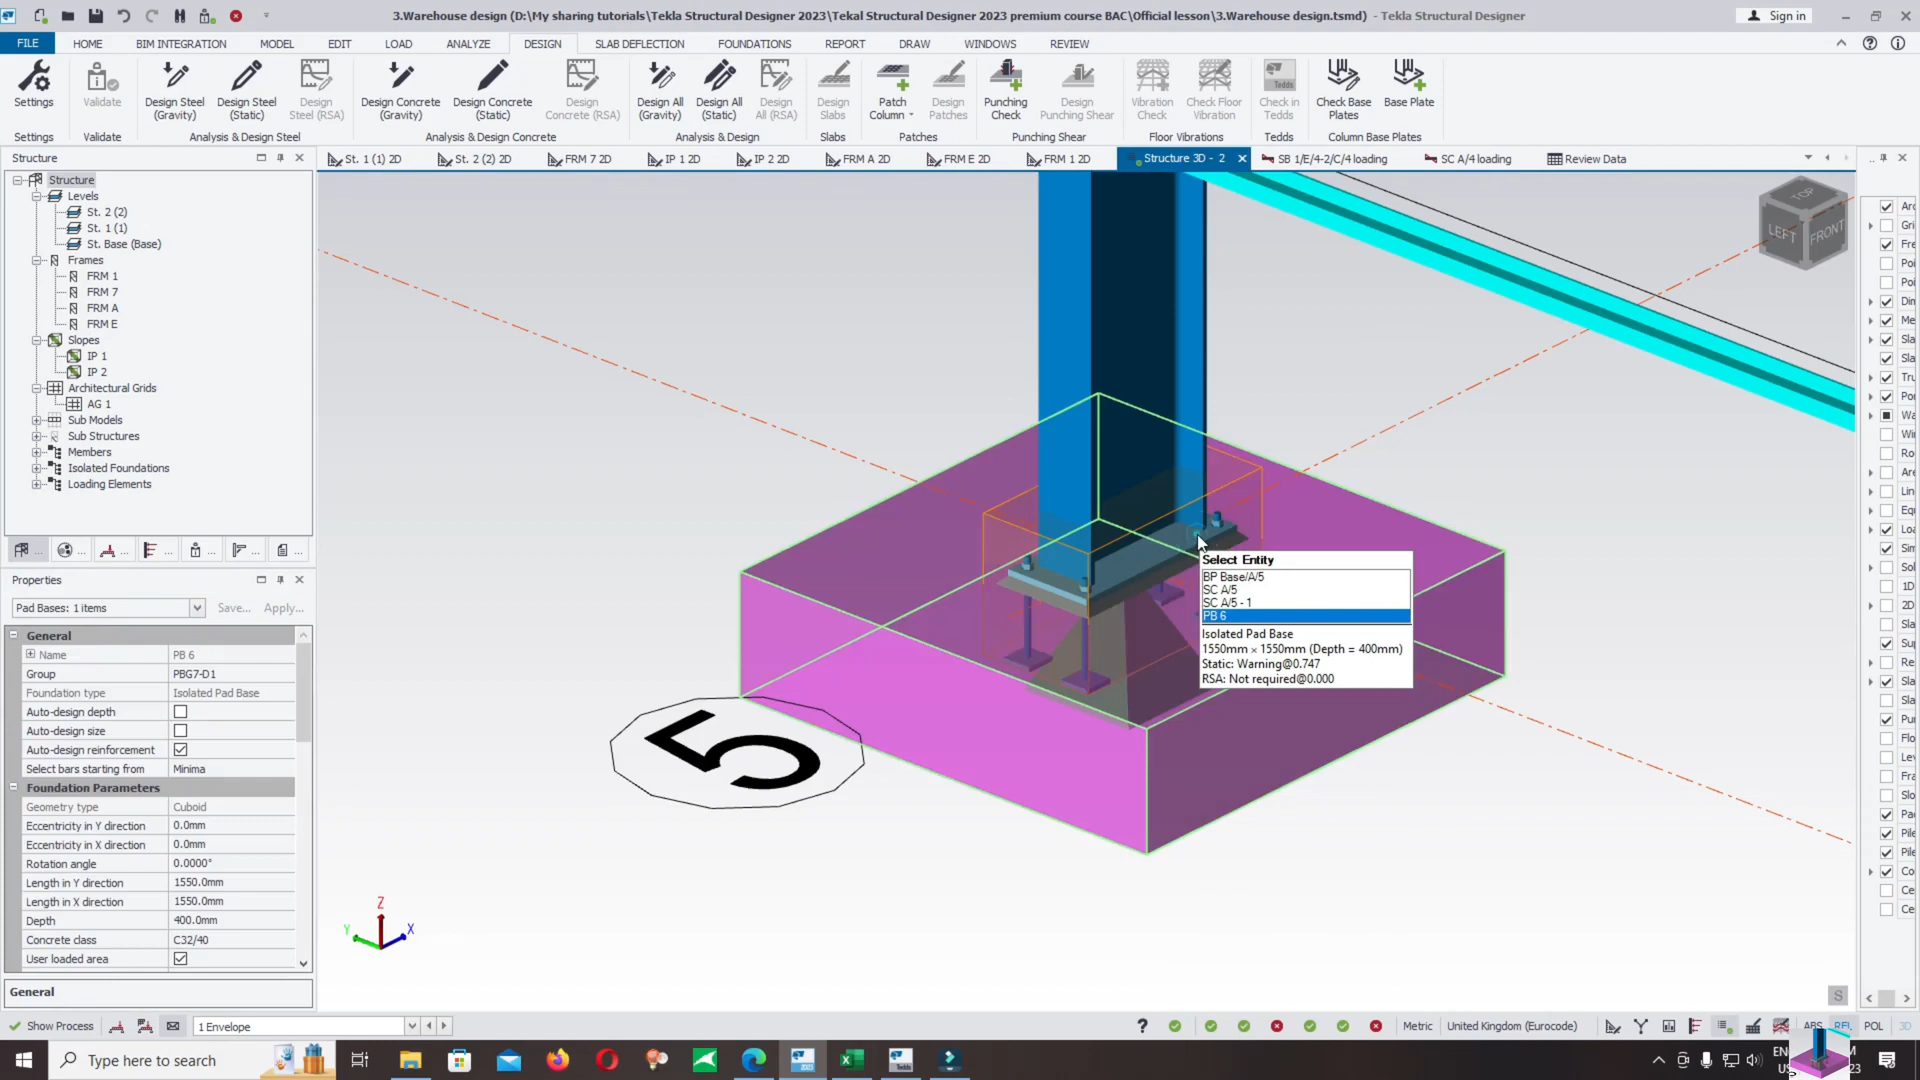 3.Warehouse design (D:\My sharing tutorials\Tekla Structural Designer 2023\Tekal Structural Designer 2023 premium course BAC\Official lesson\3.Warehouse design.tsmd) - Tekla Structural Designer
Sign in
FILE HOME BIM INTEGRATION MODEL EDIT LOAD ANALYZE DESIGN SLAB DEFLECTION FOUNDATIONS REPORT DRAW WINDOWS REVIEW
Settings
Validate
Design Steel (Gravity)
Design Steel (Static)
Design Steel (RSA)
Design Concrete (Gravity)
Design Concrete (Static)
Design Concrete (RSA)
Design All (Gravity)
Design All (Static)
Design All (RSA)
Design Slabs
Patch Column
Design Patches
Punching Check
Design Punching Shear
Vibration Check
Check Floor Vibration
Tedds
Check in Tedds
Check Base Plates
Base Plate
Settings Validate Analysis & Design Steel Analysis & Design Concrete Analysis & Design Slabs Patches Punching Shear Floor Vibrations Tedds Column Base Plates
Structure
St. 1 (1) 2D St. 2 (2) 2D FRM 7 2D IP 1 2D IP 2 2D FRM A 2D FRM E 2D FRM 1 2D Structure 3D - 2 SB 1/E/4-2/C/4 loading SC A/4 loading Review Data
Structure
Levels
St. 2 (2)
St. 1 (1)
St. Base (Base)
Frames
FRM 1
FRM 7
FRM A
FRM E
Slopes
IP 1
IP 2
Architectural Grids
AG 1
Sub Models
Sub Structures
Members
Isolated Foundations
Loading Elements
Properties
Pad Bases: 1 items Save... Apply...
General
Name PB 6
Group PBG7-D1
Foundation type Isolated Pad Base
Auto-design depth
Auto-design size
Auto-design reinforcement
Select bars starting from Minima
Foundation Parameters
Geometry type Cuboid
Eccentricity in Y direction 0.0mm
Eccentricity in X direction 0.0mm
Rotation angle 0.0000°
Length in Y direction 1550.0mm
Length in X direction 1550.0mm
Depth 400.0mm
Concrete class C32/40
User loaded area
General
TOP
LEFT
FRONT
Select Entity
BP Base/A/5
SC A/5
SC A/5 - 1
PB 6
Isolated Pad Base
1550mm × 1550mm (Depth = 400mm)
Static: Warning@0.747
RSA: Not required@0.000
5
Z
Y
X
S
Show Process 1 Envelope
Metric United Kingdom (Eurocode)
ABS REL POL 3D
Type here to search